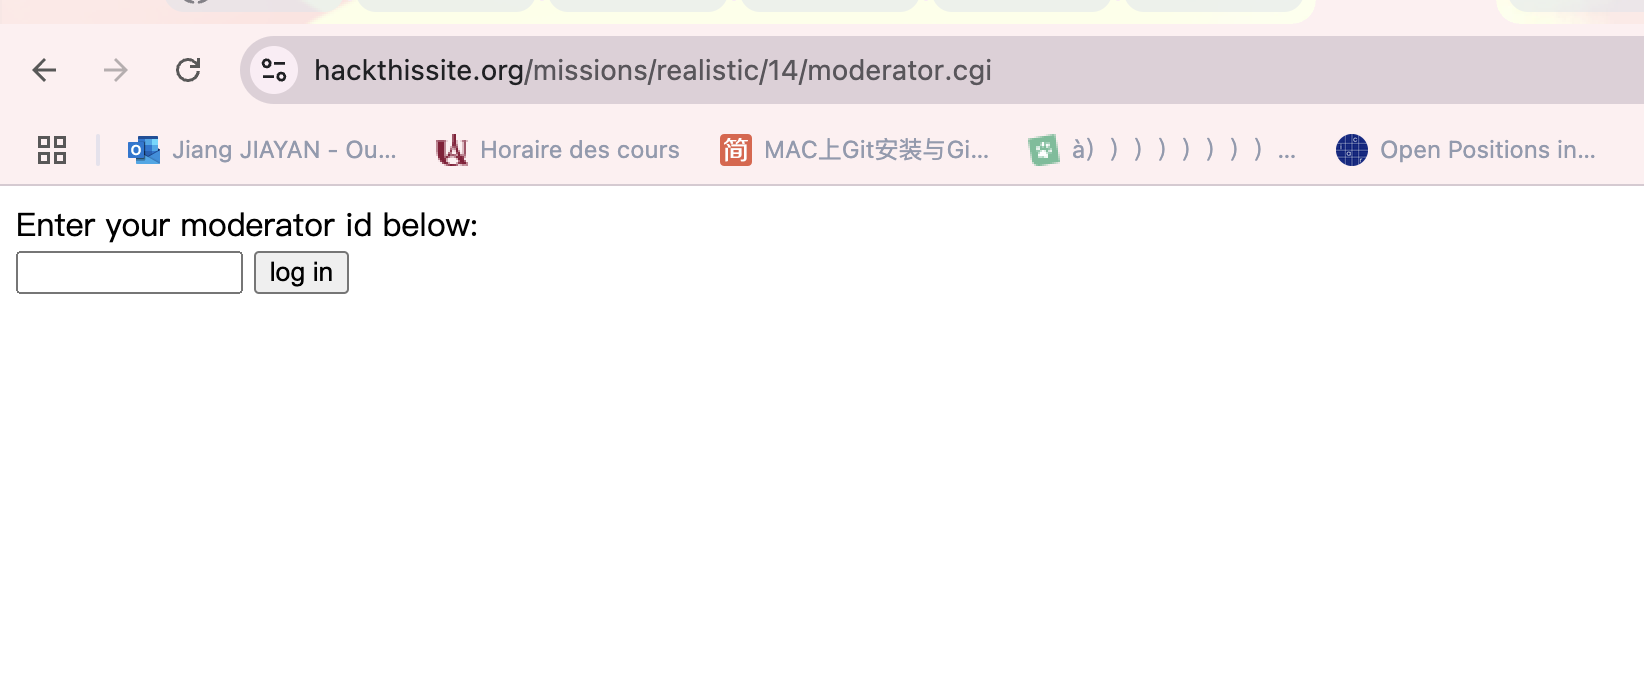 hackthissite.org/missions/realistic/14/moderator.cgi
Jiang JIAYAN - Ou... Horaire des cours 简 MAC上Git安装与Gi... à) ) ) ) ) ) ) ) ... Open Positions in...
Enter your moderator id below:
log in